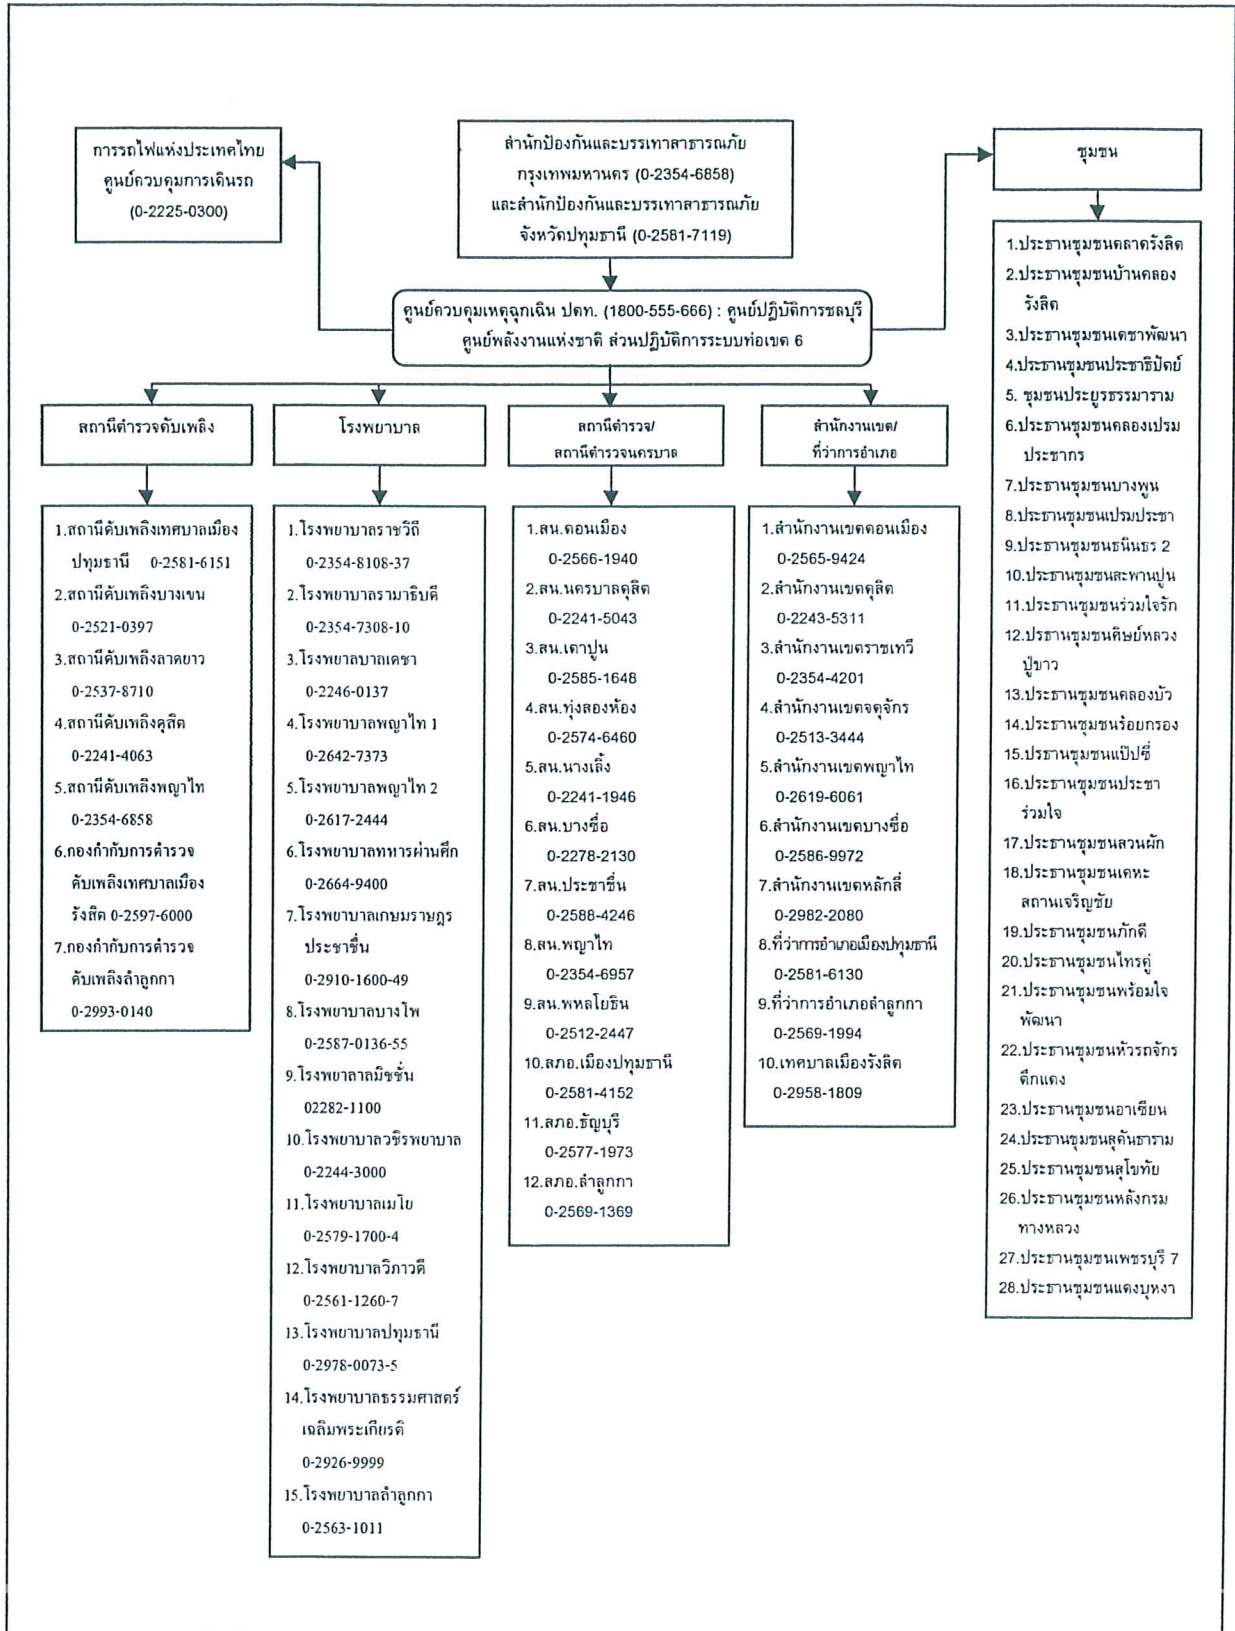 การรถไฟแห่งประเทศไทย
ศูนย์ควบคุมการเดินรถ
(0-2225-0300)
สำนักป้องกันและบรรเทาสาธารณภัย
กรุงเทพมหานคร (0-2354-6858)
และสำนักป้องกันและบรรเทาสาธารณภัย
จังหวัดปทุมธานี (0-2581-7119)
ชุมชน
ศูนย์ควบคุมเหตุฉุกเฉิน ปตท. (1800-555-666) : ศูนย์ปฏิบัติการชลบุรี
ศูนย์พลังงานแห่งชาติ ส่วนปฏิบัติการระบบท่อเขต 6
สถานีตำรวจดับเพลิง
1.สถานีดับเพลิงเทศบาลเมือง
ปทุมธานี 0-2581-6151
2.สถานีดับเพลิงบางเขน
0-2521-0397
3.สถานีดับเพลิงลาดยาว
0-2537-8710
4.สถานีดับเพลิงดุสิต
0-2241-4063
5.สถานีดับเพลิงพญาไท
0-2354-6858
6.กองกำกับการตำรวจ
ดับเพลิงเทศบาลเมือง
รังสิต 0-2597-6000
7.กองกำกับการตำรวจ
ดับเพลิงลำลูกกา
0-2993-0140
โรงพยาบาล
1.โรงพยาบาลราชวิถี
0-2354-8108-37
2.โรงพยาบาลรามาธิบดี
0-2354-7308-10
3.โรงพยาลบาลเดชา
0-2246-0137
4.โรงพยาบาลพญาไท 1
0-2642-7373
5.โรงพยาบาลพญาไท 2
0-2617-2444
6.โรงพยาบาลทหารผ่านศึก
0-2664-9400
7.โรงพยาบาลเกษมราษฎร
ประชาชื่น
0-2910-1600-49
8.โรงพยาบาลบางโพ
0-2587-0136-55
9.โรงพยาลาลมิชชั่น
02282-1100
10.โรงพยาบาลวชิรพยาบาล
0-2244-3000
11.โรงพยาบาลเมโย
0-2579-1700-4
12.โรงพยาบาลวิภาวดี
0-2561-1260-7
13.โรงพยาบาลปทุมธานี
0-2978-0073-5
14.โรงพยาบาลธรรมศาสตร์
เฉลิมพระเกียรติ
0-2926-9999
15.โรงพยาบาลลำลูกกา
0-2563-1011
สถานีตำรวจ/
สถานีตำรวจนครบาล
1.สน.ดอนเมือง
0-2566-1940
2.สน.นครบาลดุสิต
0-2241-5043
3.สน.เตาปูน
0-2585-1648
4.สน.ทุ่งสองห้อง
0-2574-6460
5.สน.นางเลิ้ง
0-2241-1946
6.สน.บางซื่อ
0-2278-2130
7.สน.ประชาชื่น
0-2588-4246
8.สน.พญาไท
0-2354-6957
9.สน.พหลโยธิน
0-2512-2447
10.สภอ.เมืองปทุมธานี
0-2581-4152
11.สภอ.ธัญบุรี
0-2577-1973
12.สภอ.ลำลูกกา
0-2569-1369
สำนักงานเขต/
ที่ว่าการอำเภอ
1.สำนักงานเขตดอนเมือง
0-2565-9424
2.สำนักงานเขตดุสิต
0-2243-5311
3.สำนักงานเขตราชเทวี
0-2354-4201
4.สำนักงานเขตจตุจักร
0-2513-3444
5.สำนักงานเขตพญาไท
0-2619-6061
6.สำนักงานเขตบางซื่อ
0-2586-9972
7.สำนักงานเขตหลักสี่
0-2982-2080
8.ที่ว่าการอำเภอเมืองปทุมธานี
0-2581-6130
9.ที่ว่าการอำเภอลำลูกกา
0-2569-1994
10.เทศบาลเมืองรังสิต
0-2958-1809
1.ประธานชุมชนตลาดรังสิต
2.ประธานชุมชนบ้านคลอง
รังสิต
3.ประธานชุมชนเดชาพัฒนา
4.ประธานชุมชนประชาธิปัตย์
5. ชุมชนประยูรธรรมาราม
6.ประธานชุมชนคลองเปรม
ประชากร
7.ประธานชุมชนบางพูน
8.ประธานชุมชนเปรมประชา
9.ประธานชุมชนธนินธร 2
10.ประธานชุมชนสะพานปูน
11.ประธานชุมชนร่วมใจรัก
12.ปรธานชุมชนศิษย์หลวง
ปู่ขาว
13.ประธานชุมชนคลองบัว
14.ประธานชุมชนร้อยกรอง
15.ปรธานชุมชนแป๊ปซี่
16.ประธานชุมชนประชา
ร่วมใจ
17.ประธานชุมชนสวนผัก
18.ประธานชุมชนเคหะ
สถานเจริญชัย
19.ประธานชุมชนภักดี
20.ประธานชุมชนไทรคู่
21.ประธานชุมชนพร้อมใจ
พัฒนา
22.ประธานชุมชนหัวรถจักร
ตึกแดง
23.ประธานชุมชนอาเซียน
24.ประธานชุมชนสุคันธาราม
25.ประธานชุมชนสุโขทัย
26.ประธานชุมชนหลังกรม
ทางหลวง
27.ประธานชุมชนเพชรบุรี 7
28.ประธานชุมชนแดงบุหงา